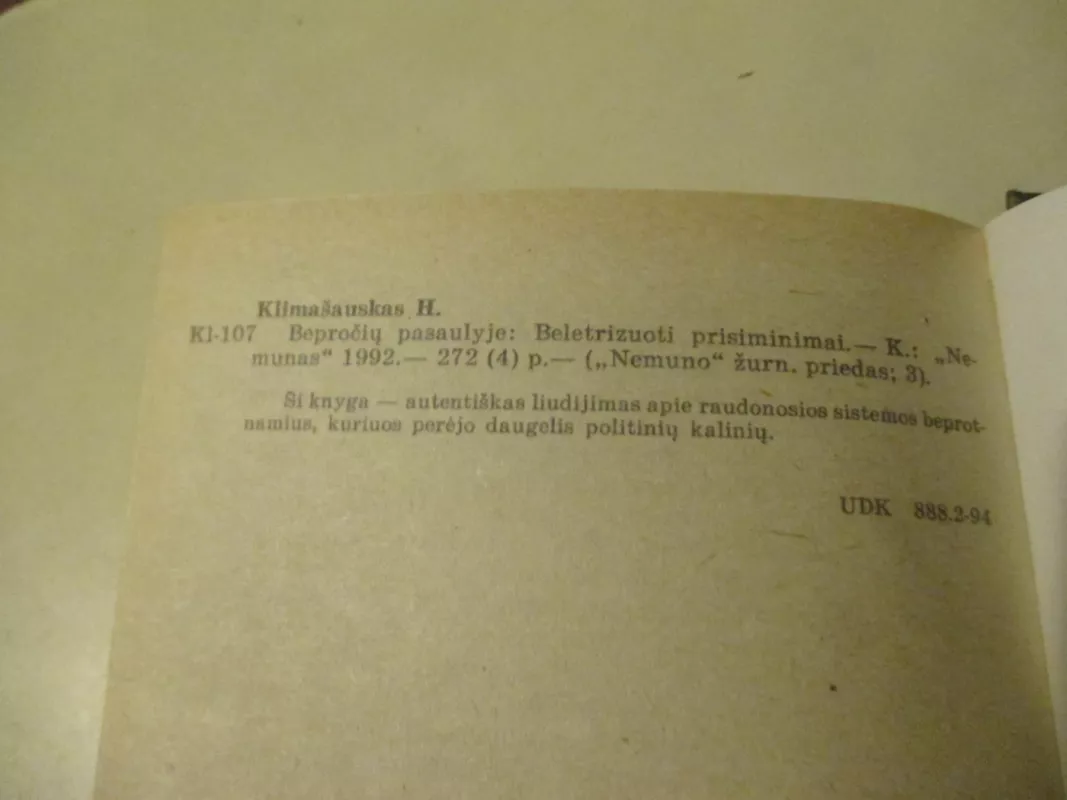 Klimašauskas H.
Kl-107 Bepročių pasaulyje: Beletrizuoti prisiminimai.— K.: „Ne-
munas“ 1992.— 272 (4) p.— („Nemuno“ žurn. priedas; 3).
Ši knyga — autentiškas liudijimas apie raudonosios sistemos beprot-
namius, kuriuos perėjo daugelis politinių kalinių.
UDK 888.2-94